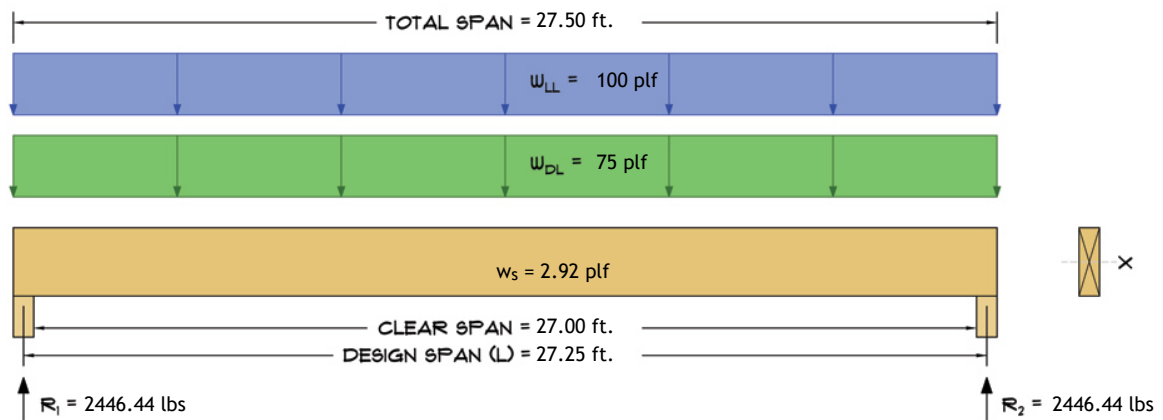 TOTAL SPAN = 27.50 ft.
wLL = 100 plf
wDL = 75 plf
ws = 2.92 plf
X
CLEAR SPAN = 27.00 ft.
DESIGN SPAN (L) = 27.25 ft.
R1 = 2446.44 lbs
R2 = 2446.44 lbs